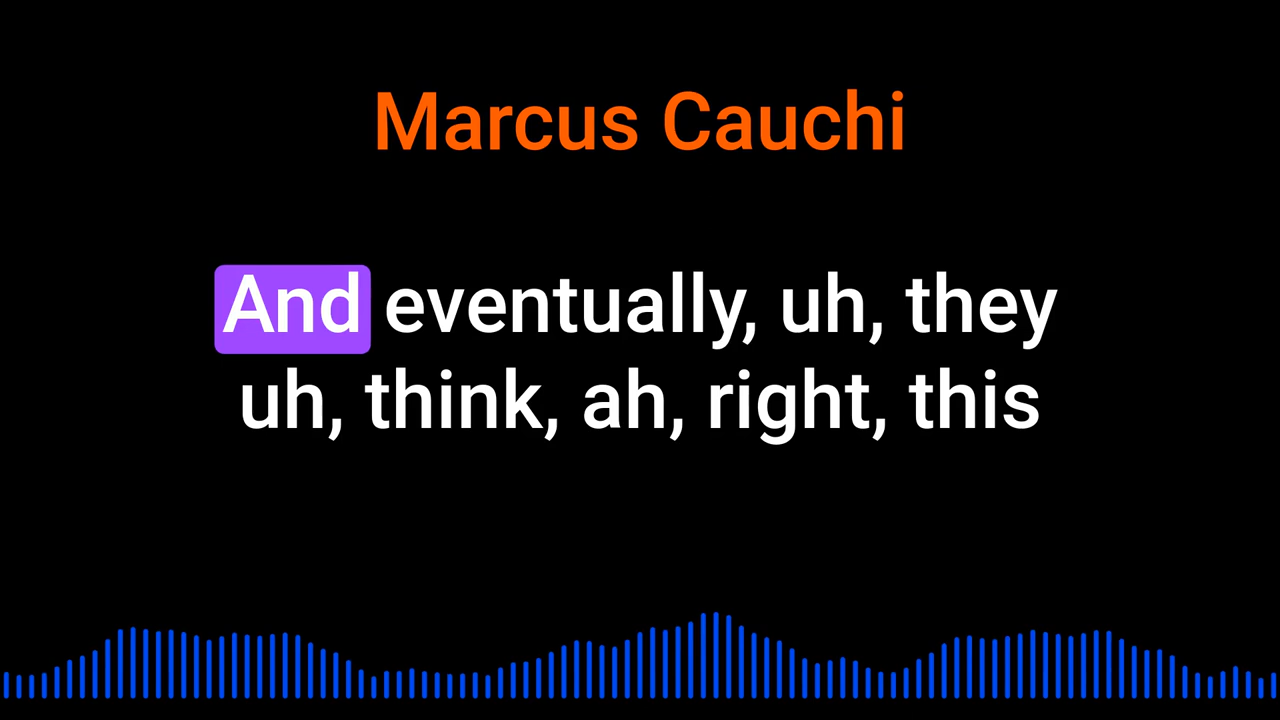 Marcus Cauchi
And eventually, uh, they
uh, think, ah, right, this